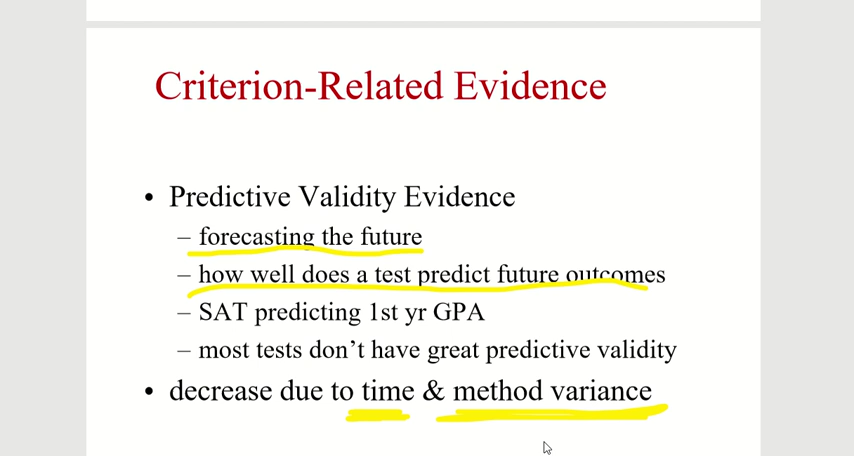 Criterion-Related Evidence
• Predictive Validity Evidence
– forecasting the future
– how well does a test predict future outcomes
– SAT predicting 1st yr GPA
– most tests don’t have great predictive validity
• decrease due to time & method variance